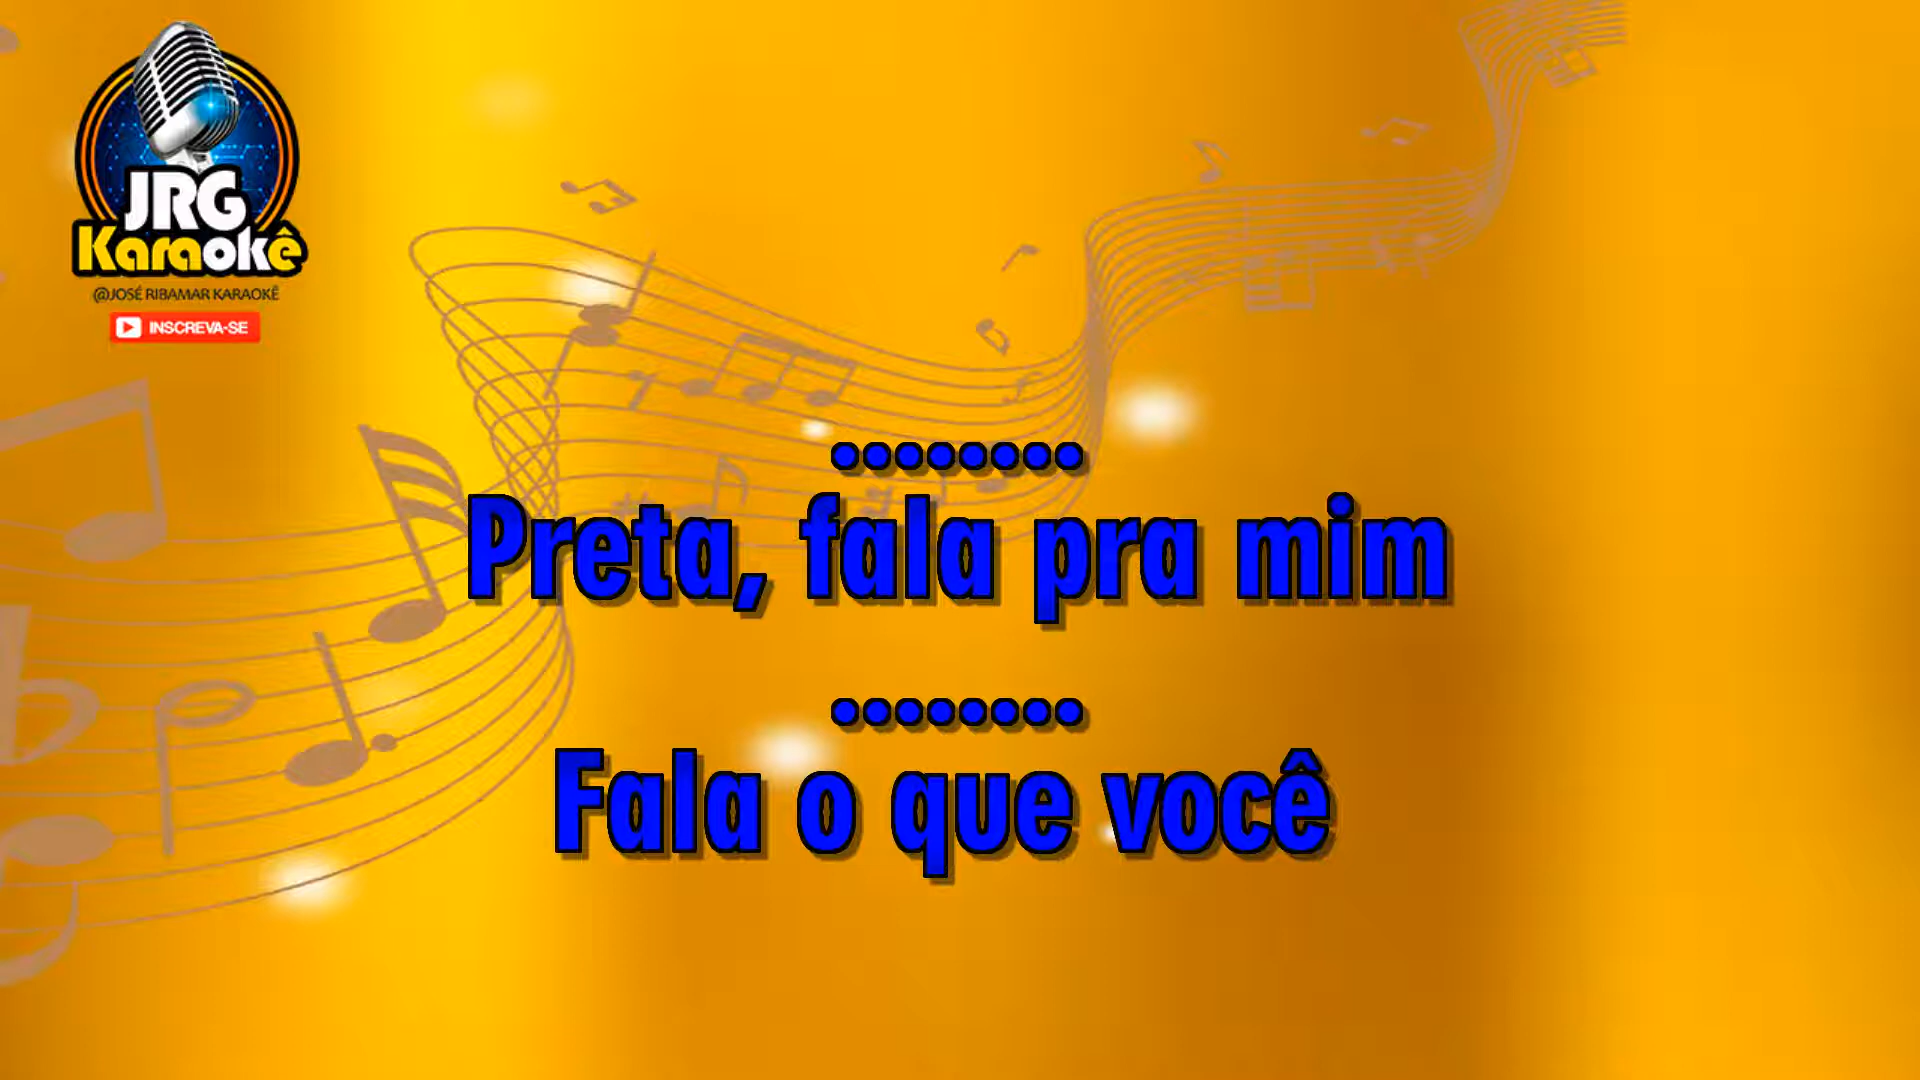 JRG
Karaokê
@JOSÉ RIBAMAR KARAOKÊ
INSCREVA-SE
........
Preta, fala pra mim
........
Fala o que você